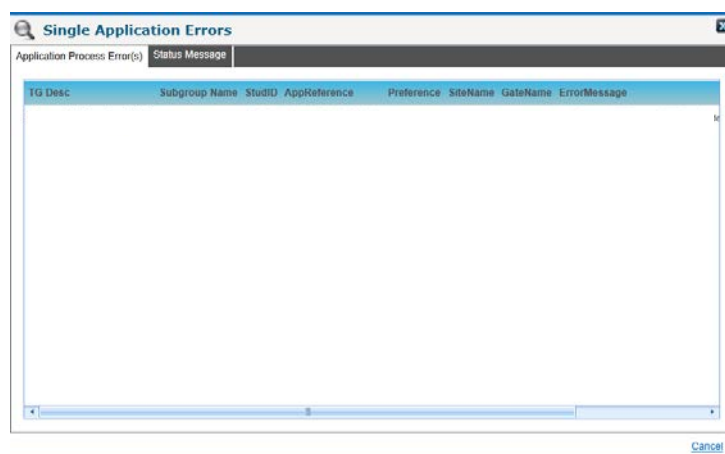 Single Application Errors
Application Process Error(s) Status Message
TG Desc Subgroup Name StudID AppReference Preference SiteName GateName ErrorMessage
Cancel